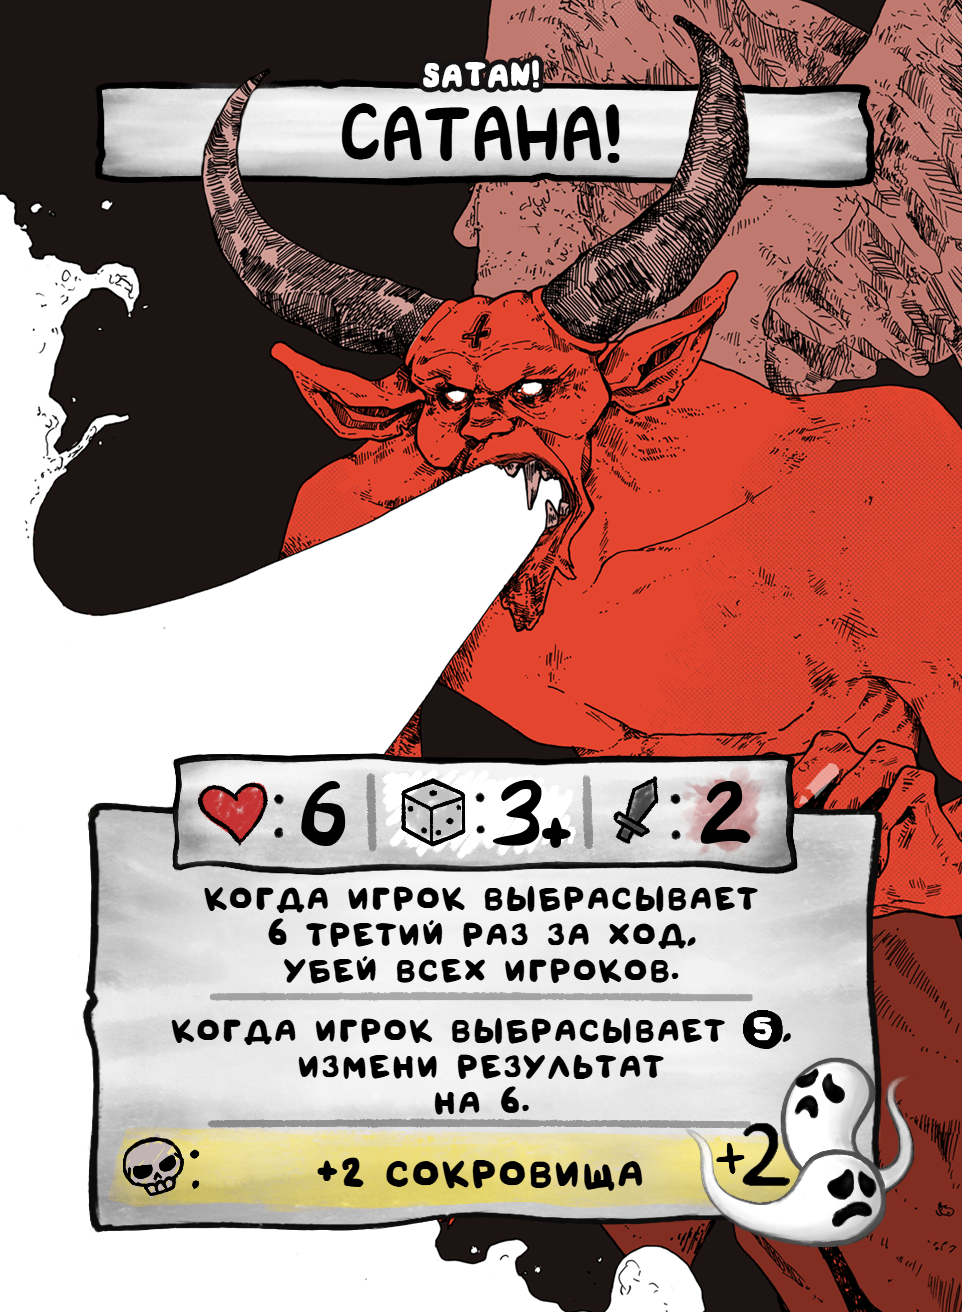 SATAN!
САТАНА!
: 6 : 3+ : 2
КОГДА ИГРОК ВЫБРАСЫВАЕТ
6 ТРЕТИЙ РАЗ ЗА ХОД,
УБЕЙ ВСЕХ ИГРОКОВ.
КОГДА ИГРОК ВЫБРАСЫВАЕТ 5,
ИЗМЕНИ РЕЗУЛЬТАТ
НА 6.
: +2 СОКРОВИЩА +2